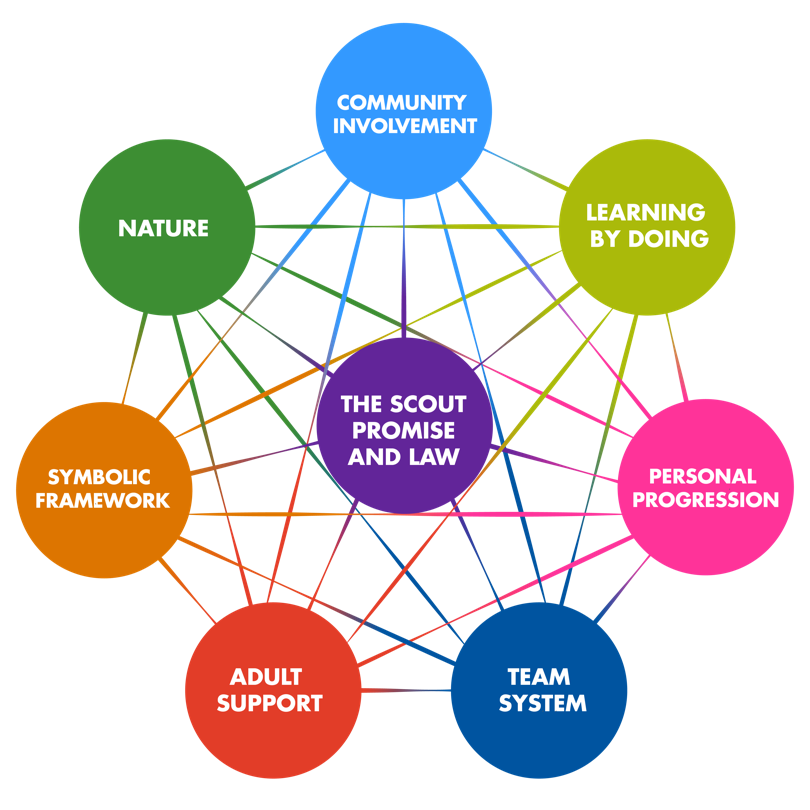 COMMUNITY
INVOLVEMENT
NATURE
LEARNING
BY DOING
THE SCOUT
PROMISE
AND LAW
SYMBOLIC
FRAMEWORK
PERSONAL
PROGRESSION
ADULT
SUPPORT
TEAM
SYSTEM